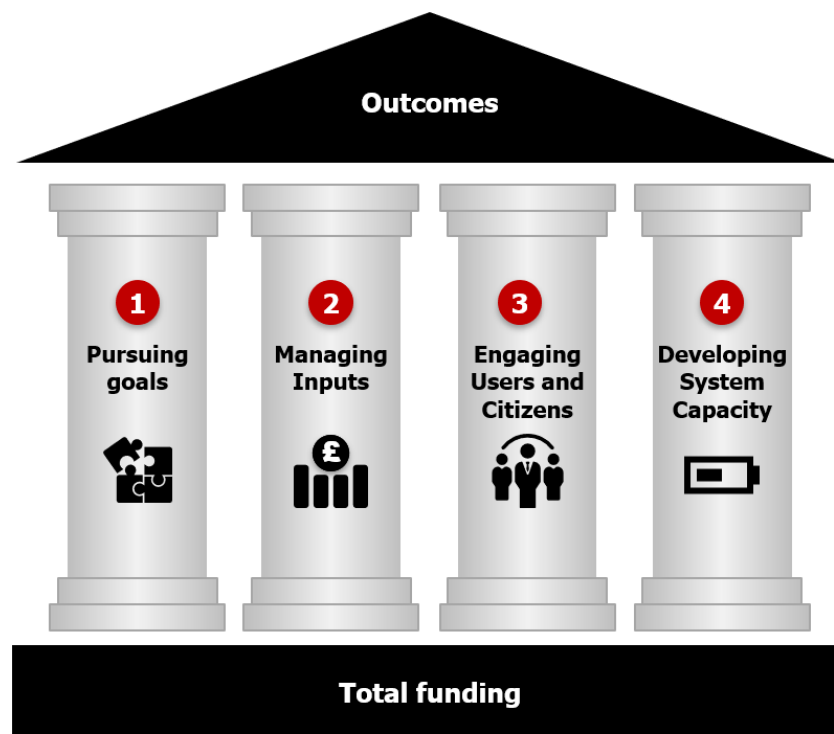 Outcomes
1
Pursuing
goals
2
Managing
Inputs
£
3
Engaging
Users and
Citizens
4
Developing
System
Capacity
Total funding